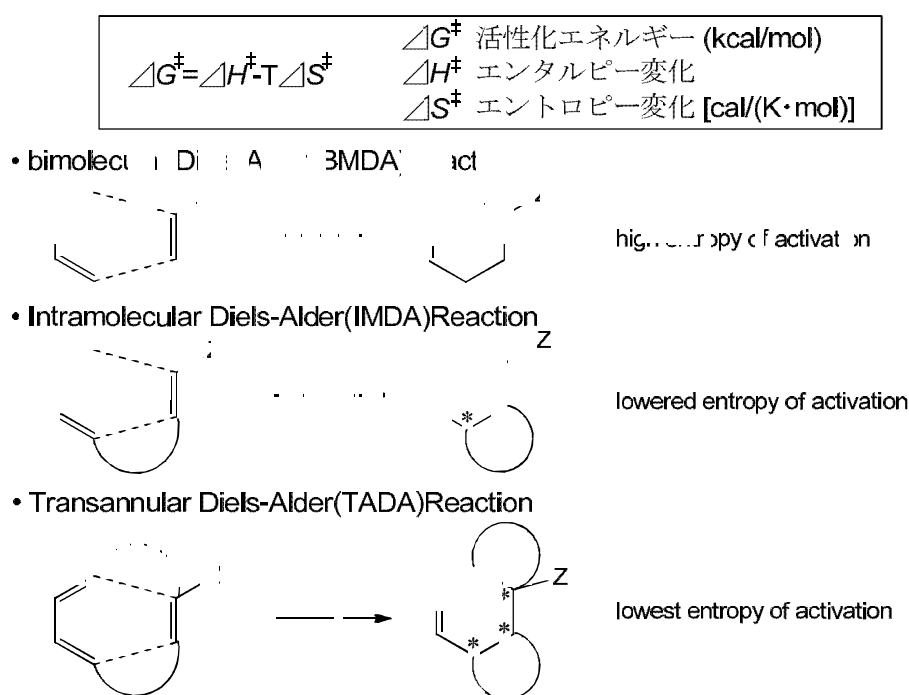 ⊿G‡=⊿H‡-T⊿S‡
⊿G‡ 活性化エネルギー (kcal/mol)
⊿H‡ エンタルピー変化
⊿S‡ エントロピー変化 [cal/(K・mol)]
of
• Intramolecular Diels-Alder(IMDA)Reaction
Z
*
lowered entropy of activation
• Transannular Diels-Alder(TADA)Reaction
Z
*
* *
lowest entropy of activation